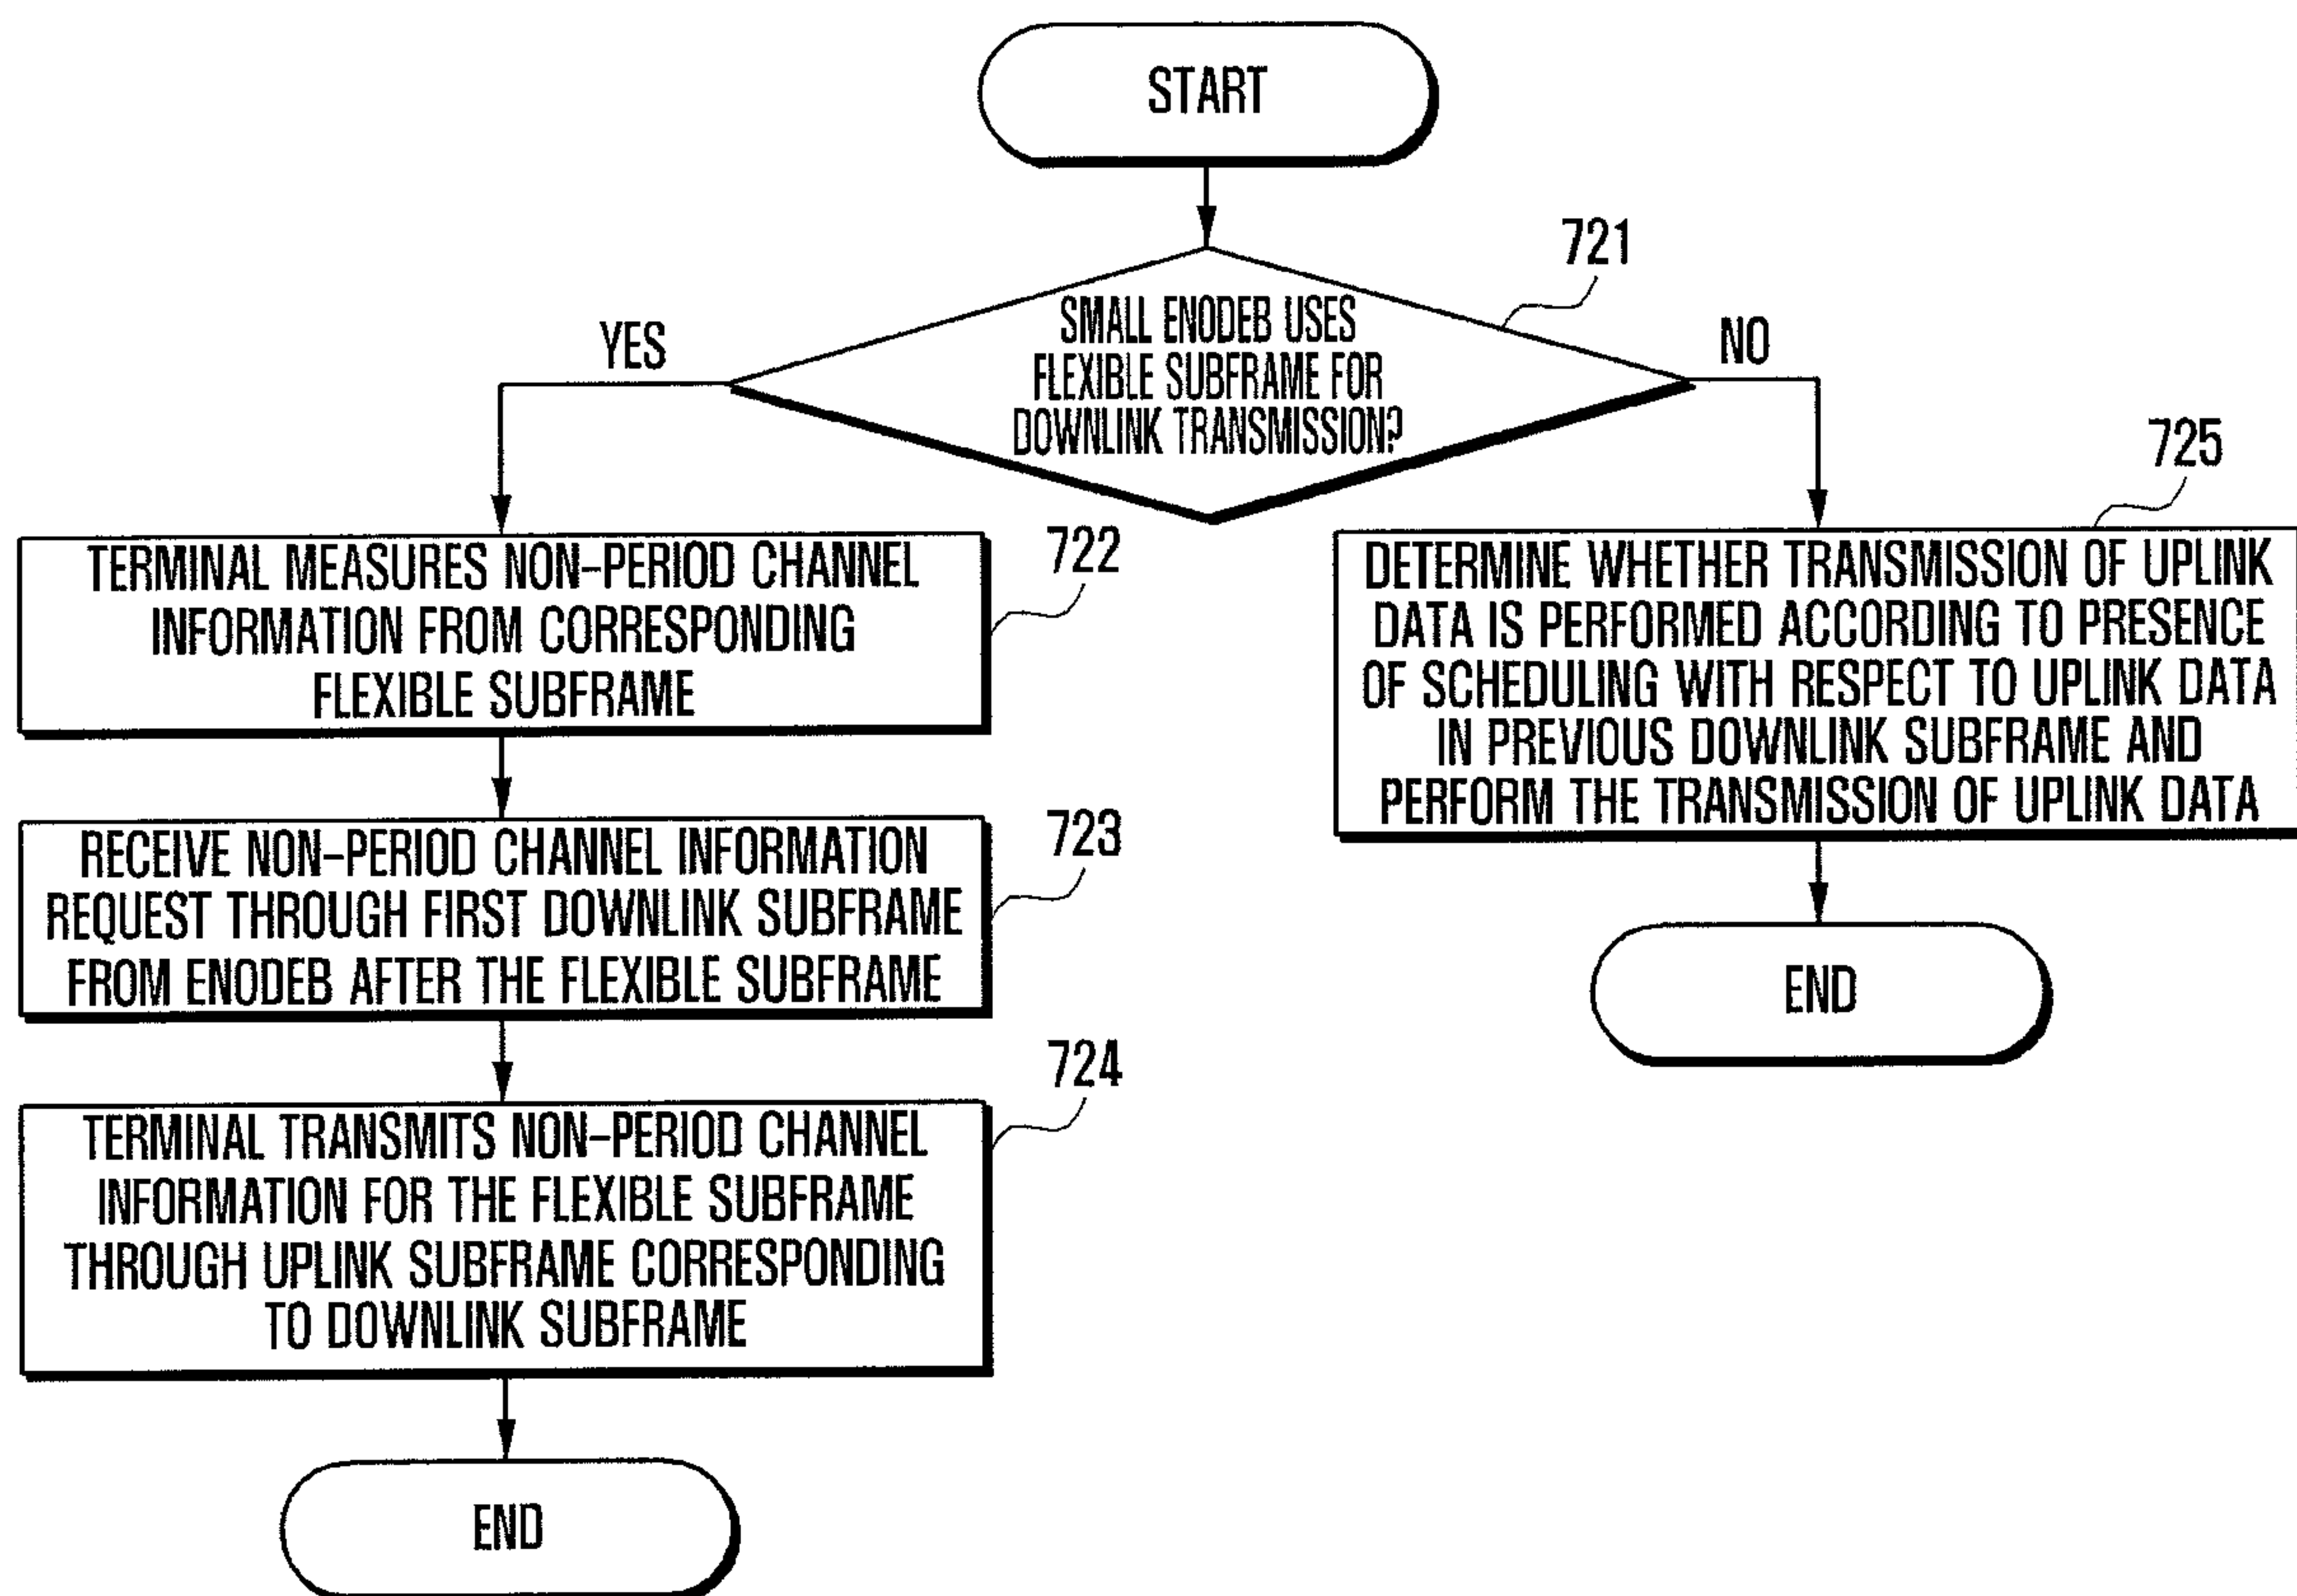 START
721
SMALL ENODEB USES
FLEXIBLE SUBFRAME FOR
DOWNLINK TRANSMISSION?
YES
NO
722
TERMINAL MEASURES NON-PERIOD CHANNEL
INFORMATION FROM CORRESPONDING
FLEXIBLE SUBFRAME
723
RECEIVE NON-PERIOD CHANNEL INFORMATION
REQUEST THROUGH FIRST DOWNLINK SUBFRAME
FROM ENODEB AFTER THE FLEXIBLE SUBFRAME
724
TERMINAL TRANSMITS NON-PERIOD CHANNEL
INFORMATION FOR THE FLEXIBLE SUBFRAME
THROUGH UPLINK SUBFRAME CORRESPONDING
TO DOWNLINK SUBFRAME
END
725
DETERMINE WHETHER TRANSMISSION OF UPLINK
DATA IS PERFORMED ACCORDING TO PRESENCE
OF SCHEDULING WITH RESPECT TO UPLINK DATA
IN PREVIOUS DOWNLINK SUBFRAME AND
PERFORM THE TRANSMISSION OF UPLINK DATA
END